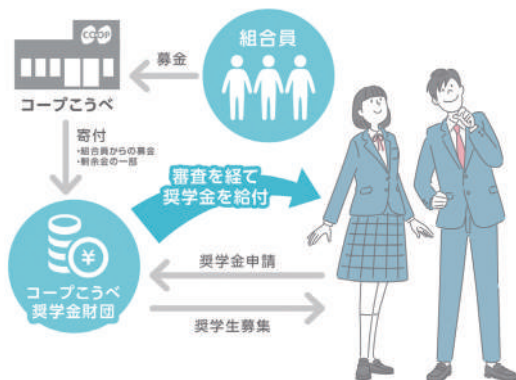 COOP
組合員
募金
コープこうべ
寄付
・組合員からの募金
・剰余金の一部
審査を経て
奨学金を給付
¥
コープこうべ
奨学金財団
奨学金申請
奨学生募集